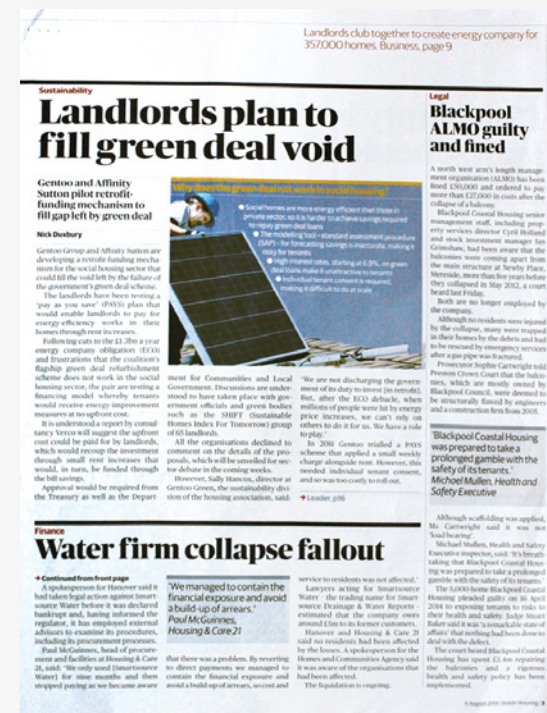 Landlords club together to create energy company for
357,000 homes. Business, page 9
Sustainability
Landlords plan to
fill green deal void
Gentoo and Affinity
Sutton pilot retrofit-
funding mechanism to
fill gap left by green deal
Nick Duxbury
Gentoo Group and Affinity Sutton are
developing a retrofit funding mecha-
nism for the social housing sector that
could fill the void left by the failure of
the government's green deal scheme.
The landlords have been testing a
'pay as you save' (PAYS) plan that
would enable landlords to pay for
energy-efficiency works in their
homes through rent increases.
Following cuts to the £1.3bn a year
energy company obligation (ECO)
and frustrations that the coalition's
flagship green deal refurbishment
scheme does not work in the social
housing sector, the pair are testing a
financing model whereby tenants
would receive energy improvement
measures at no upfront cost.
It is understood a report by consul-
tancy Verco will suggest the upfront
cost could be paid for by landlords,
which would recoup the investment
through small rent increases that
would, in turn, be funded through
the bill savings.
Approval would be required from
the Treasury as well as the Depart-
Why does the green deal not work in social housing?
Social homes are more energy efficient than those in
private sector, so it is harder to achieve savings required
to repay green deal loans
The modelling tool - standard assessment procedure
(SAP) - for forecasting savings is inaccurate, making it
risky for tenants
High interest rates, starting at 6.9%, on green
deal loans make it unattractive to tenants
Individual tenant consent is required,
making it difficult to do at scale
ment for Communities and Local
Government. Discussions are under-
stood to have taken place with gov-
ernment officials and green bodies
such as the SHIFT (Sustainable
Homes Index For Tomorrow) group
of 65 landlords.
All the organisations declined to
comment on the details of the pro-
posals, which will be unveiled for sec-
tor debate in the coming weeks.
However, Sally Hancox, director at
Gentoo Green, the sustainability divi-
sion of the housing association, said:
'We are not discharging the govern-
ment of its duty to invest [in retrofit].
But, after the ECO debacle, when
millions of people were hit by energy
price increases, we can't rely on
others to do it for us. We have a role
to play.'
In 2011 Gentoo trialled a PAYS
scheme that applied a small weekly
charge alongside rent. However, this
needed individual tenant consent,
and so was too costly to roll out.
Leader, p16
Legal
Blackpool
ALMO guilty
and fined
A north west arm's length manage-
ment organisation (ALMO) has been
fined £50,000 and ordered to pay
more than £27,000 in costs after the
collapse of a balcony.
Blackpool Coastal Housing senior
management staff, including prop-
erty services director Cyril Holland
and stock investment manager Ian
Grimshaw, had been aware that the
balconies were coming apart from
the main structure at Newby Place,
Mereside, more than five years before
they collapsed in May 2012, a court
heard last Friday.
Both are no longer employed by
the company.
Although no residents were injured
by the collapse, many were trapped
in their homes by the debris and had
to be rescued by emergency services
after a gas pipe was fractured.
Prosecutor Sophie Cartwright told
Preston Crown Court that the balco-
nies, which are mostly owned by
Blackpool Council, were deemed to
be structurally flawed by engineers
and a construction firm from 2005.
'Blackpool Coastal Housing
was prepared to take a
prolonged gamble with the
safety of its tenants.'
Michael Mullen, Health and
Safety Executive
Although scaffolding was applied,
Ms Cartwright said it was not
'load bearing'.
Michael Mullen, Health and Safety
Executive inspector, said: 'It's breath-
taking that Blackpool Coastal Hous-
ing was prepared to take a prolonged
gamble with the safety of its tenants.'
The 5,000 home Blackpool Coastal
Housing pleaded guilty on 16 April
2014 to exposing tenants to risks to
their health and safety. Judge Stuart
Baker said it was a 'remarkable state of
affairs' that nothing had been done to
deal with the defect.
The court heard Blackpool Coastal
Housing has spent £1.4m repairing
the balconies and a rigorous
health and safety policy has been
implemented.
Finance
Water firm collapse fallout
Continued from front page
A spokesperson for Hanover said it
had taken legal action against Smart-
source Water before it was declared
bankrupt and, having informed the
regulator, it has employed external
advisors to examine its procedures,
including its procurement processes.
Paul McGuinnes, head of procure-
ment and facilities at Housing & Care
21, said: 'We only used [Smartsource
Water] for nine months and then
stopped paying as we became aware
'We managed to contain the
financial exposure and avoid
a build-up of arrears.'
Paul McGuinnes,
Housing & Care 21
that there was a problem. By reverting
to direct payments we managed to
contain the financial exposure and
avoid a build-up of arrears, so cost and
service to residents was not affected.'
Lawyers acting for Smartsource
Water - the trading name for Smart-
source Drainage & Water Reports -
estimated that the company owes
around £3m to its former customers.
Hanover and Housing & Care 21
said no residents had been affected
by the losses. A spokesperson for the
Homes and Communities Agency said
it was aware of the organisations that
had been affected.
The liquidation is ongoing.
8 August 2014 | Inside Housing | 3